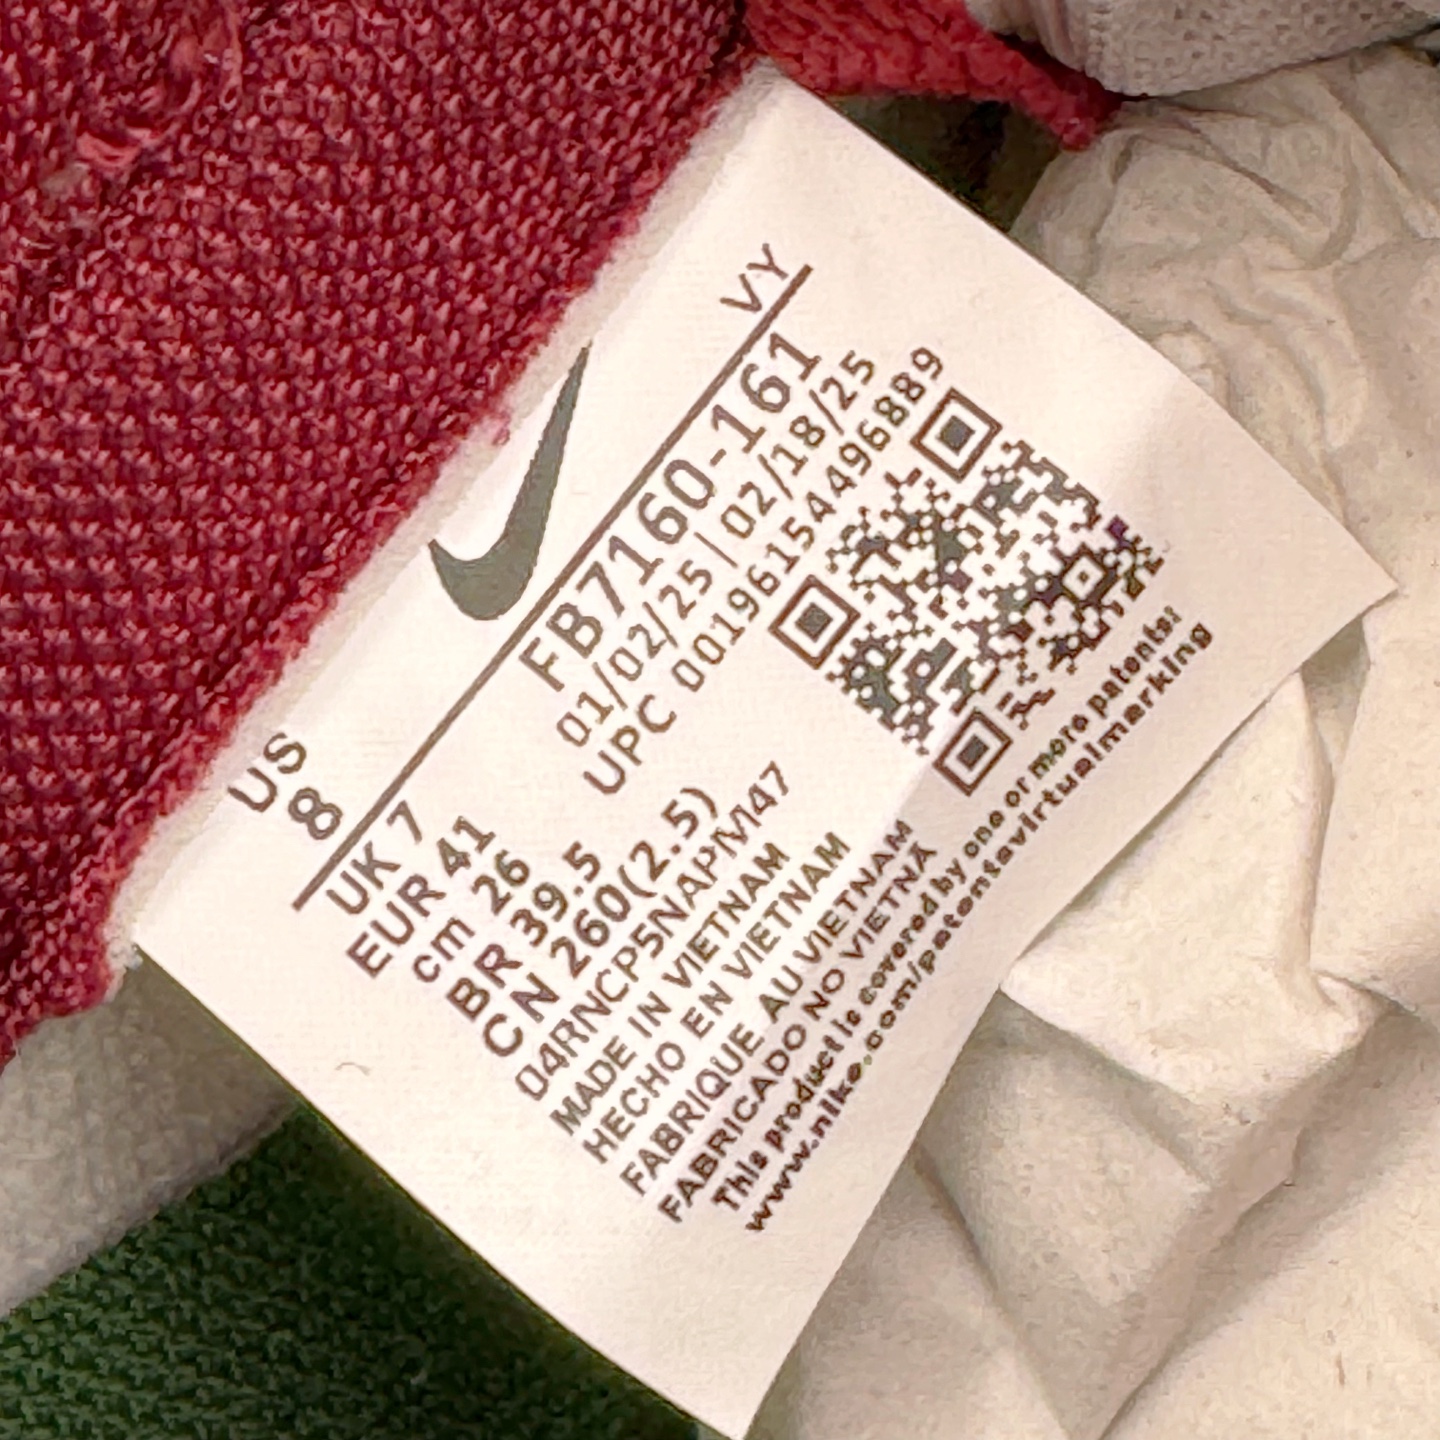 US
8
VY
FB7160-161
01/02/25 | 02/18/25
UPC 00196154496889
UK 7
EUR 41
cm 26
BR 39.5
CN 260(2.5)
04RNCP5NAPM47
MADE IN VIETNAM
HECHO EN VIETNAM
FABRIQUE AU VIETNAM
FABRICADO NO VIETNÃ
This product is covered by one or more patents:
www.nike.com/patentsvirtualmarking